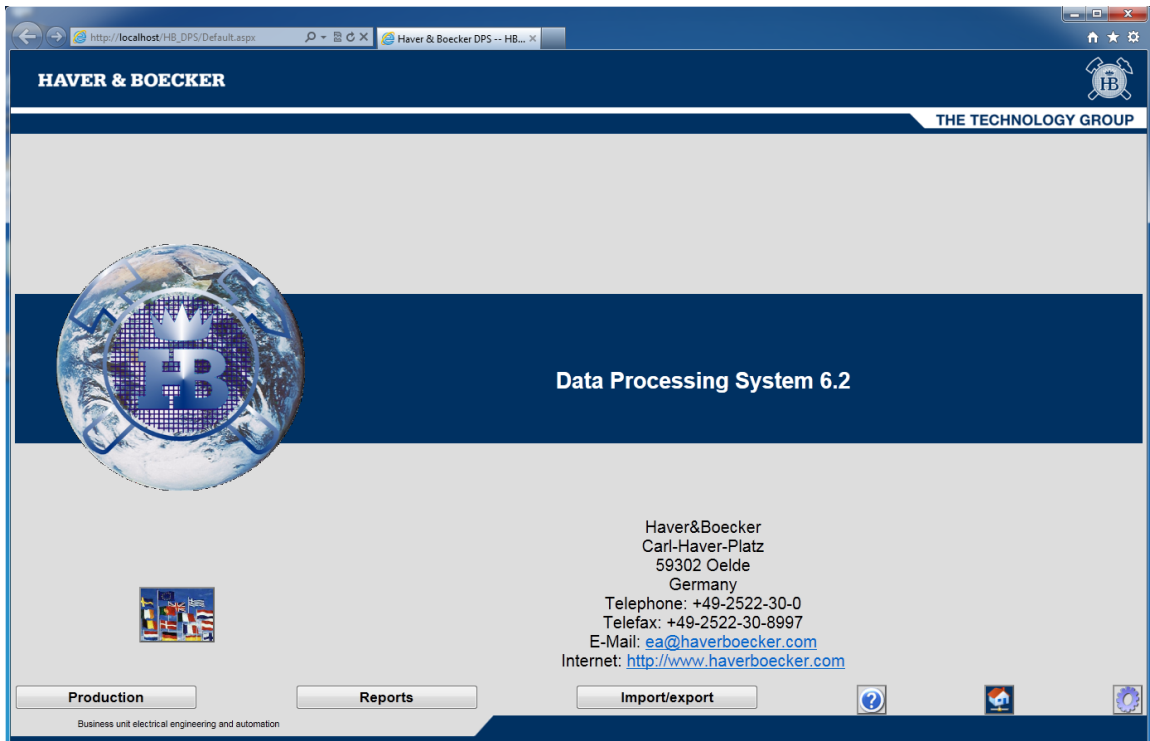 http://localhost/HB_DPS/Default.aspx
Haver & Boecker DPS -- HB...
HAVER & BOECKER
HB
THE TECHNOLOGY GROUP
HB
Data Processing System 6.2
Haver&Boecker
Carl-Haver-Platz
59302 Oelde
Germany
Telephone: +49-2522-30-0
Telefax: +49-2522-30-8997
E-Mail: ea@haverboecker.com
Internet: http://www.haverboecker.com
Production
Reports
Import/export
?
Business unit electrical engineering and automation